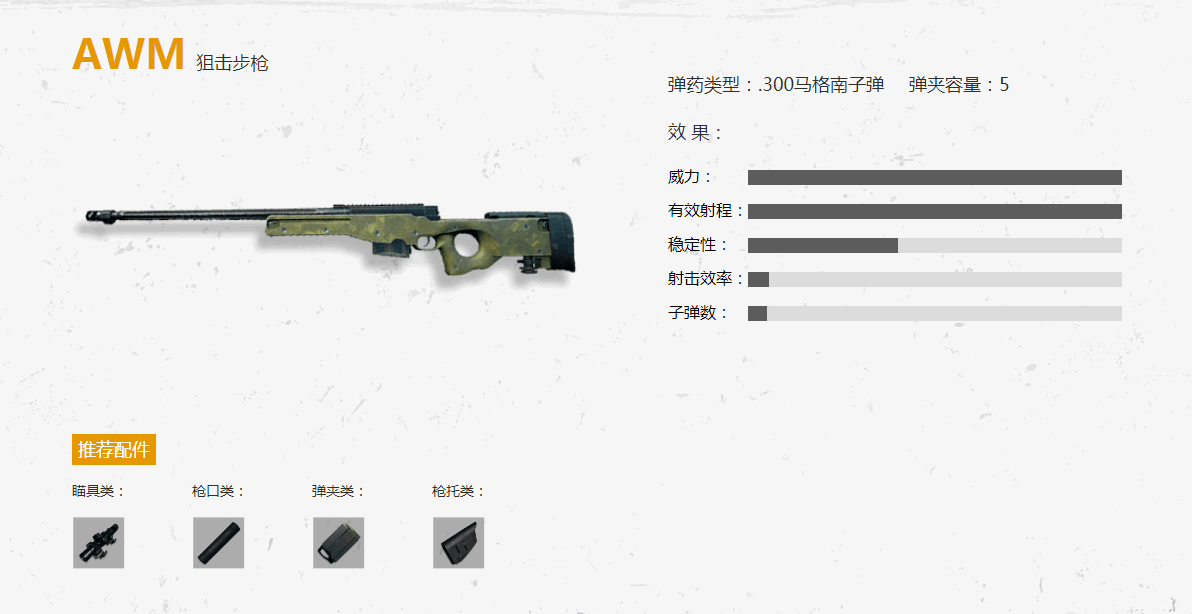 AWM 狙击步枪
弹药类型：.300马格南子弹 弹夹容量：5
效 果：
威力：
有效射程：
稳定性：
射击效率：
子弹数：
推荐配件
瞄具类： 枪口类： 弹夹类： 枪托类：